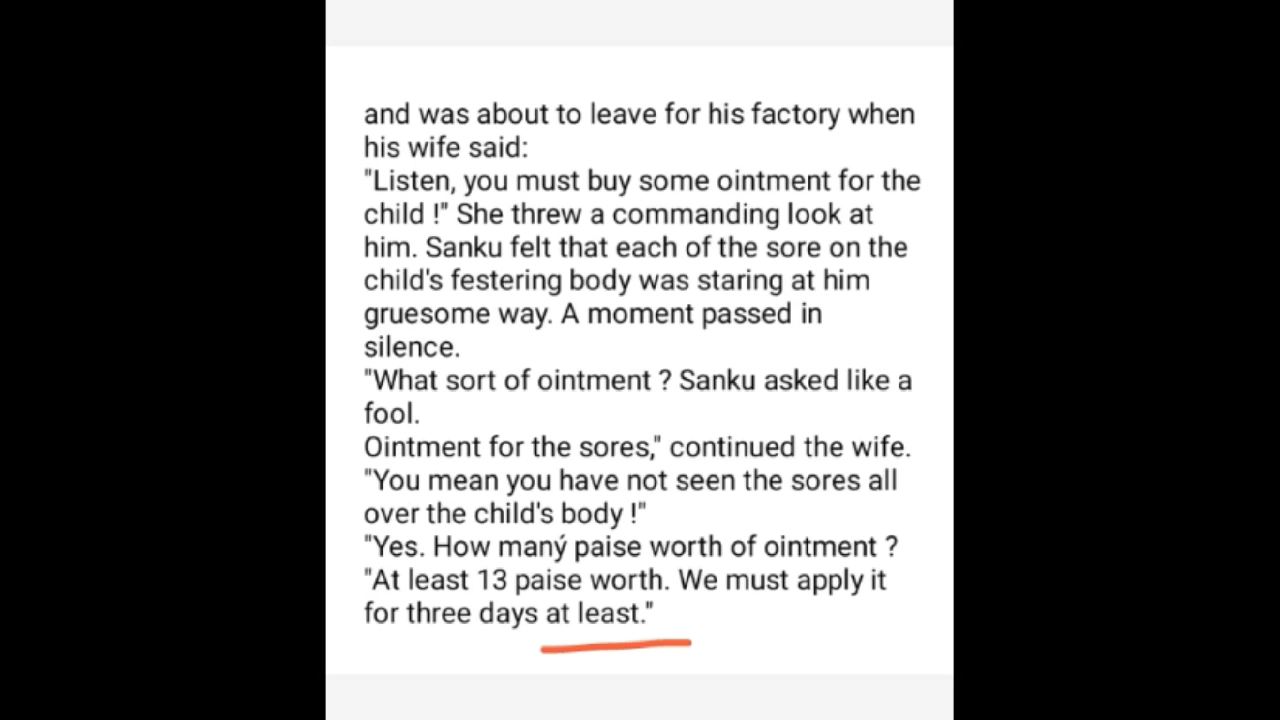 and was about to leave for his factory when
his wife said:
"Listen, you must buy some ointment for the
child !" She threw a commanding look at
him. Sanku felt that each of the sore on the
child's festering body was staring at him
gruesome way. A moment passed in
silence.
"What sort of ointment ? Sanku asked like a
fool.
Ointment for the sores," continued the wife.
"You mean you have not seen the sores all
over the child's body !"
"Yes. How maný paise worth of ointment ?
"At least 13 paise worth. We must apply it
for three days at least."